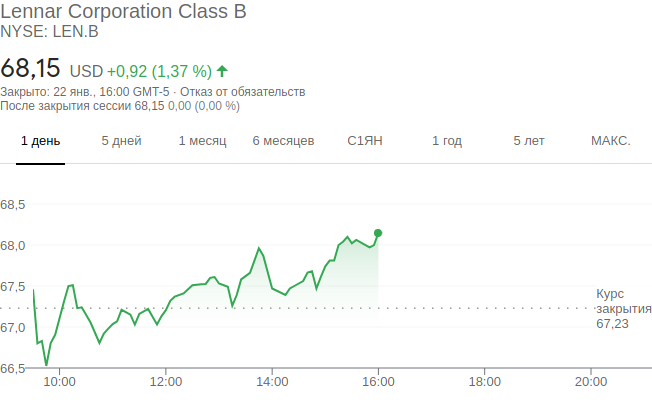 Lennar Corporation Class B
NYSE: LEN.B
68,15 USD +0,92 (1,37 %)
Закрыто: 22 янв., 16:00 GMT-5 · Отказ от обязательств
После закрытия сессии 68,15 0,00 (0,00 %)
1 день 5 дней 1 месяц 6 месяцев С1ЯН 1 год 5 лет МАКС.
68,5
68,0
67,5
Курс
закрытия
67,23
67,0
66,5
10:00 12:00 14:00 16:00 18:00 20:00